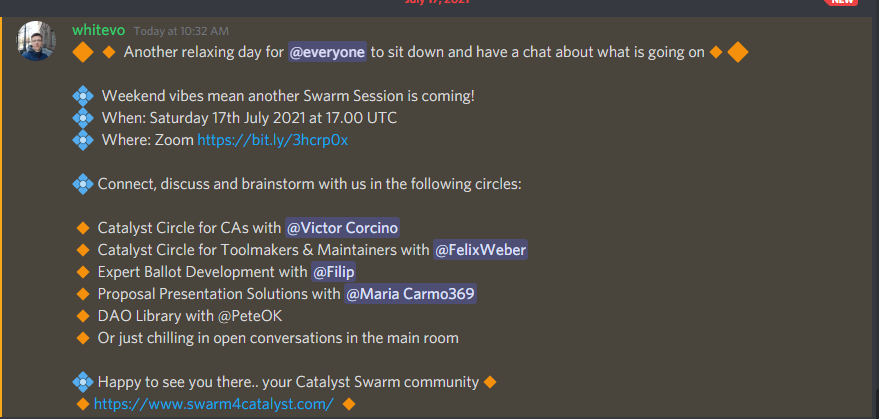 July 17, 2021
NEW
whitevo Today at 10:32 AM
Another relaxing day for @everyone to sit down and have a chat about what is going on
Weekend vibes mean another Swarm Session is coming!
When: Saturday 17th July 2021 at 17.00 UTC
Where: Zoom https://bit.ly/3hcrp0x
Connect, discuss and brainstorm with us in the following circles:
Catalyst Circle for CAs with @Victor Corcino
Catalyst Circle for Toolmakers & Maintainers with @FelixWeber
Expert Ballot Development with @Filip
Proposal Presentation Solutions with @Maria Carmo369
DAO Library with @PeteOK
Or just chilling in open conversations in the main room
Happy to see you there.. your Catalyst Swarm community
https://www.swarm4catalyst.com/